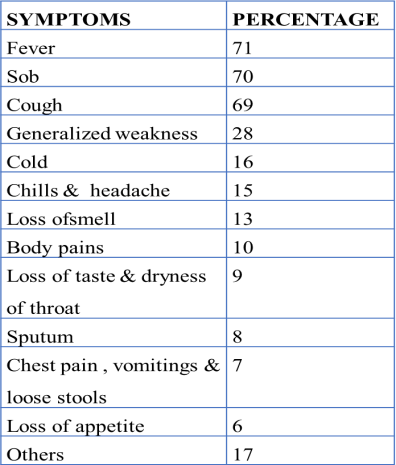 SYMPTOMS PERCENTAGE
Fever 71
Sob 70
Cough 69
Generalized weakness 28
Cold 16
Chills & headache 15
Loss ofsmell 13
Body pains 10
Loss of taste & dryness 9
of throat
Sputum 8
Chest pain , vomitings & 7
loose stools
Loss of appetite 6
Others 17